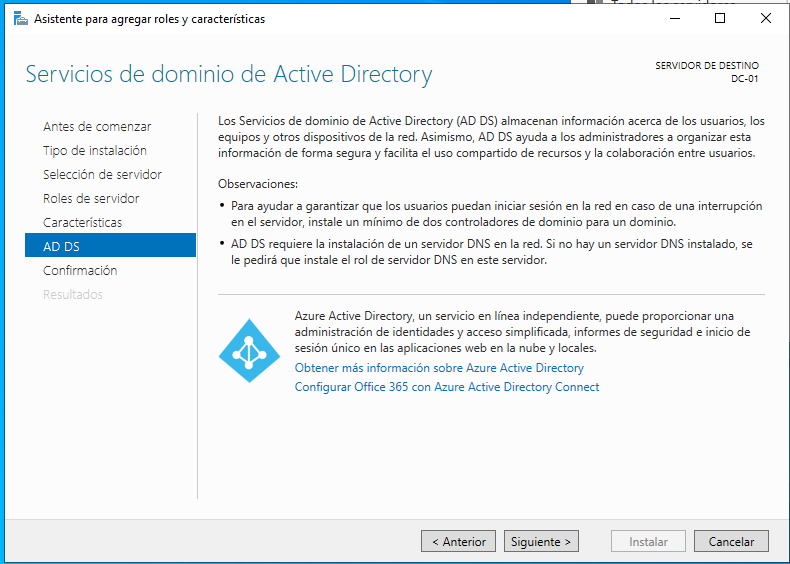 Todos los servidores
Asistente para agregar roles y características
Servicios de dominio de Active Directory
SERVIDOR DE DESTINO
DC-01
Antes de comenzar
Tipo de instalación
Selección de servidor
Roles de servidor
Características
AD DS
Confirmación
Resultados
Los Servicios de dominio de Active Directory (AD DS) almacenan información acerca de los usuarios, los
equipos y otros dispositivos de la red. Asimismo, AD DS ayuda a los administradores a organizar esta
información de forma segura y facilita el uso compartido de recursos y la colaboración entre usuarios.
Observaciones:
• Para ayudar a garantizar que los usuarios puedan iniciar sesión en la red en caso de una interrupción
en el servidor, instale un mínimo de dos controladores de dominio para un dominio.
• AD DS requiere la instalación de un servidor DNS en la red. Si no hay un servidor DNS instalado, se
le pedirá que instale el rol de servidor DNS en este servidor.
Azure Active Directory, un servicio en línea independiente, puede proporcionar una
administración de identidades y acceso simplificada, informes de seguridad e inicio de
sesión único en las aplicaciones web en la nube y locales.
Obtener más información sobre Azure Active Directory
Configurar Office 365 con Azure Active Directory Connect
< Anterior
Siguiente >
Instalar
Cancelar